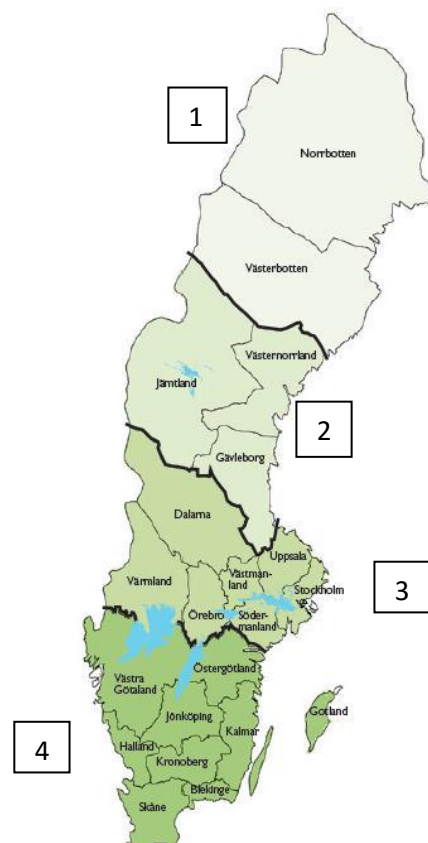 1
Norrbotten
Västerbotten
Västernorrland
Jämtland
2
Gävleborg
Dalarna
Uppsala
Västman-
land
Värmland
Stockholm
3
Örebro
Söder-
manland
Östergötland
Västra
Götaland
Jönköping
Gotland
Kalmar
4
Halland
Kronoberg
Blekinge
Skåne